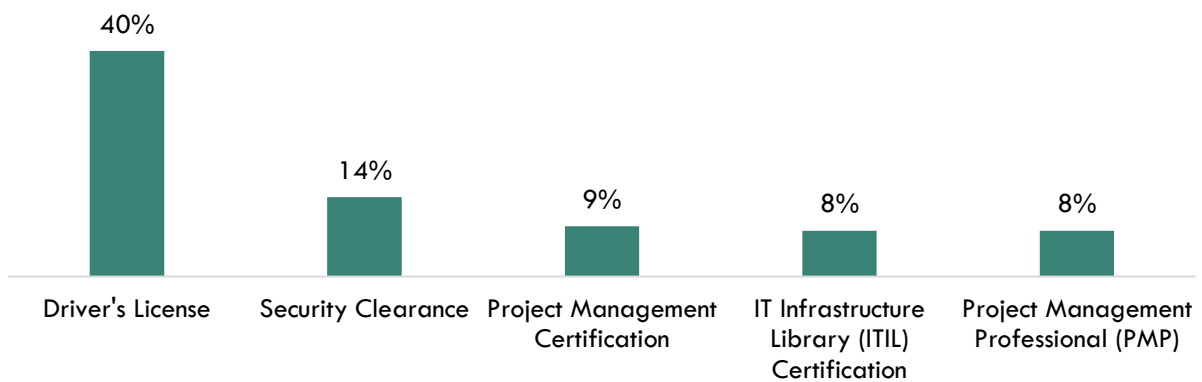 40%
14%
9%
8%
8%
Driver's License
Security Clearance
Project Management
Certification
IT Infrastructure
Library (ITIL)
Certification
Project Management
Professional (PMP)